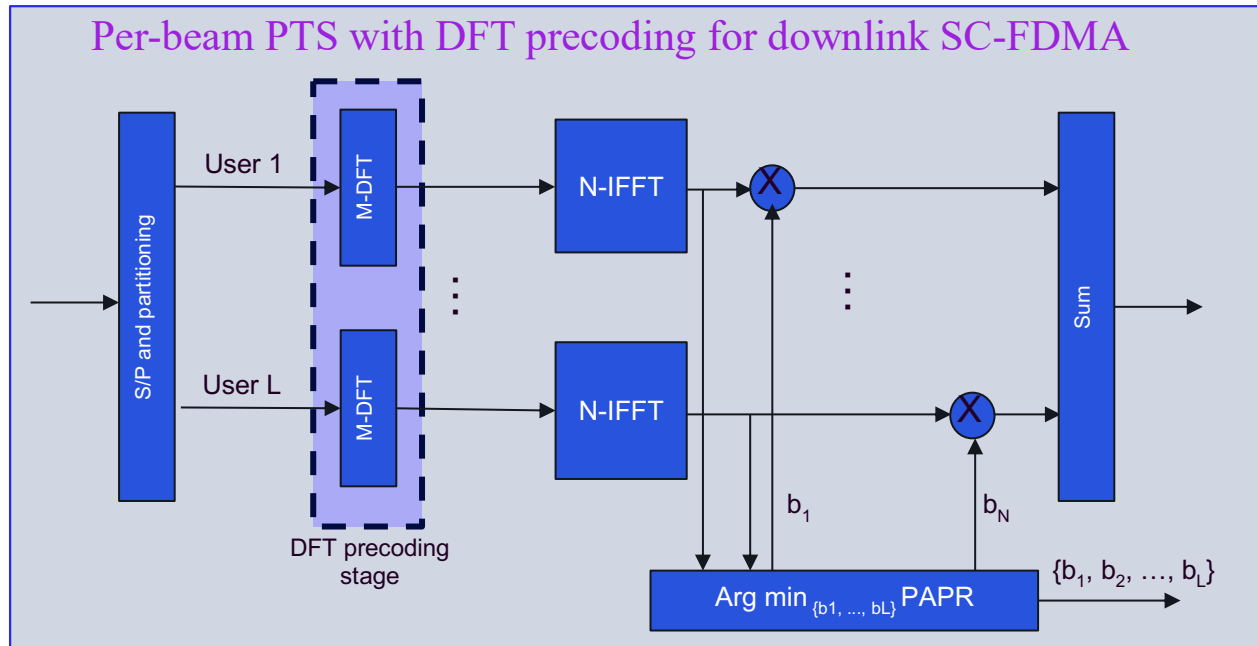 Per-beam PTS with DFT precoding for downlink SC-FDMA
S/P and partitioning
User 1
M-DFT
N-IFFT
X
...
...
Sum
User L
M-DFT
N-IFFT
X
b1
bN
DFT precoding
stage
Arg min {b1, ..., bL} PAPR
{b1, b2, ..., bL}